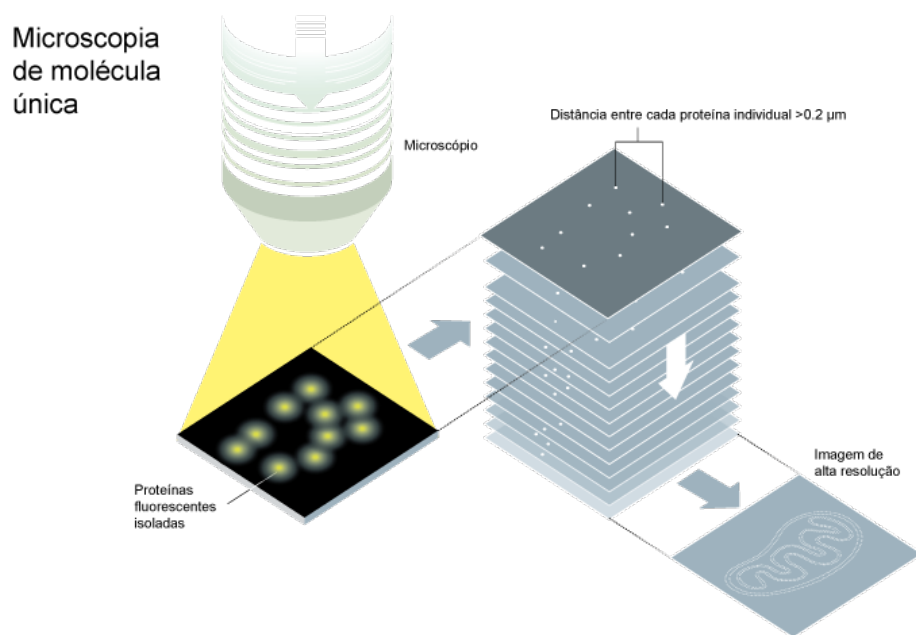 Microscopia
de molécula
única
Microscópio
Distância entre cada proteína individual >0.2 µm
Proteínas
fluorescentes
isoladas
Imagem de
alta resolução